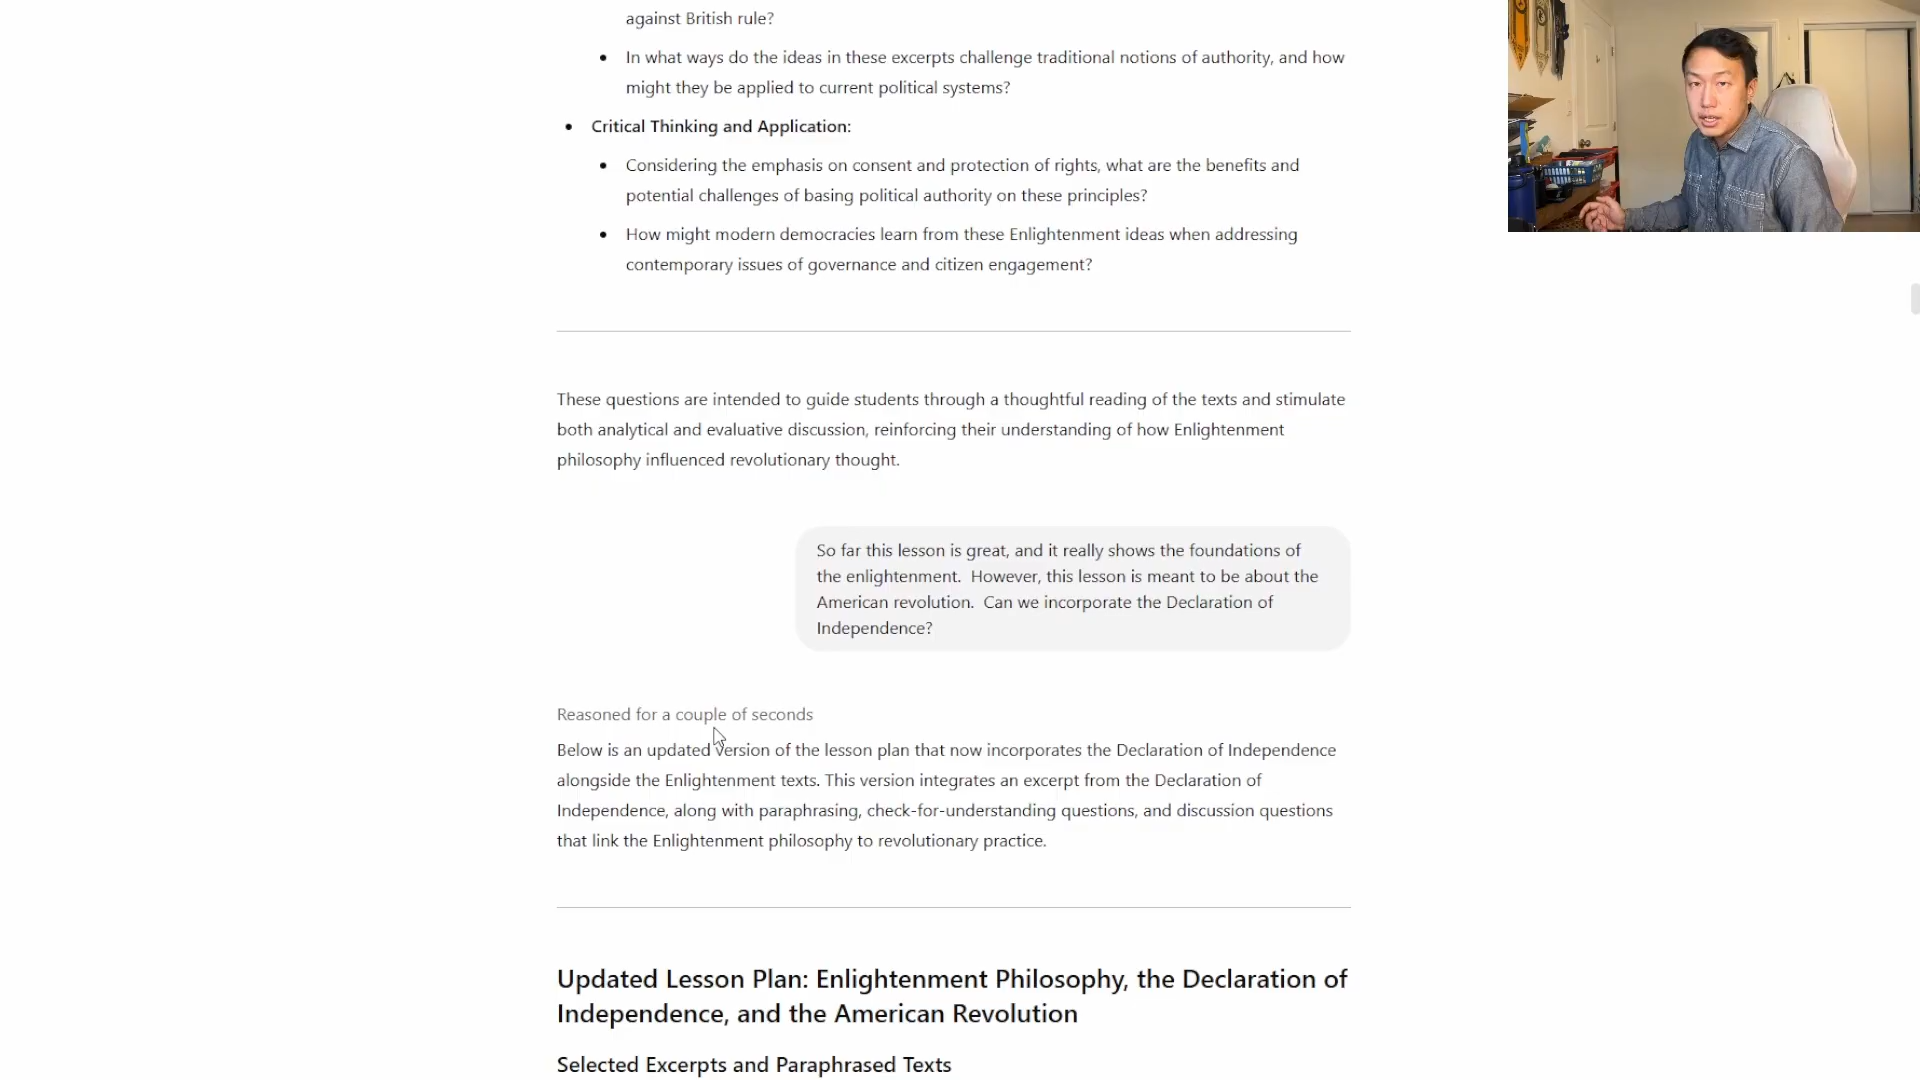 against British rule?
• In what ways do the ideas in these excerpts challenge traditional notions of authority, and how
might they be applied to current political systems?
• Critical Thinking and Application:
• Considering the emphasis on consent and protection of rights, what are the benefits and
potential challenges of basing political authority on these principles?
• How might modern democracies learn from these Enlightenment ideas when addressing
contemporary issues of governance and citizen engagement?
These questions are intended to guide students through a thoughtful reading of the texts and stimulate
both analytical and evaluative discussion, reinforcing their understanding of how Enlightenment
philosophy influenced revolutionary thought.
So far this lesson is great, and it really shows the foundations of
the enlightenment.  However, this lesson is meant to be about the
American revolution.  Can we incorporate the Declaration of
Independence?
Reasoned for a couple of seconds
Below is an updated version of the lesson plan that now incorporates the Declaration of Independence
alongside the Enlightenment texts. This version integrates an excerpt from the Declaration of
Independence, along with paraphrasing, check-for-understanding questions, and discussion questions
that link the Enlightenment philosophy to revolutionary practice.
Updated Lesson Plan: Enlightenment Philosophy, the Declaration of
Independence, and the American Revolution
Selected Excerpts and Paraphrased Texts